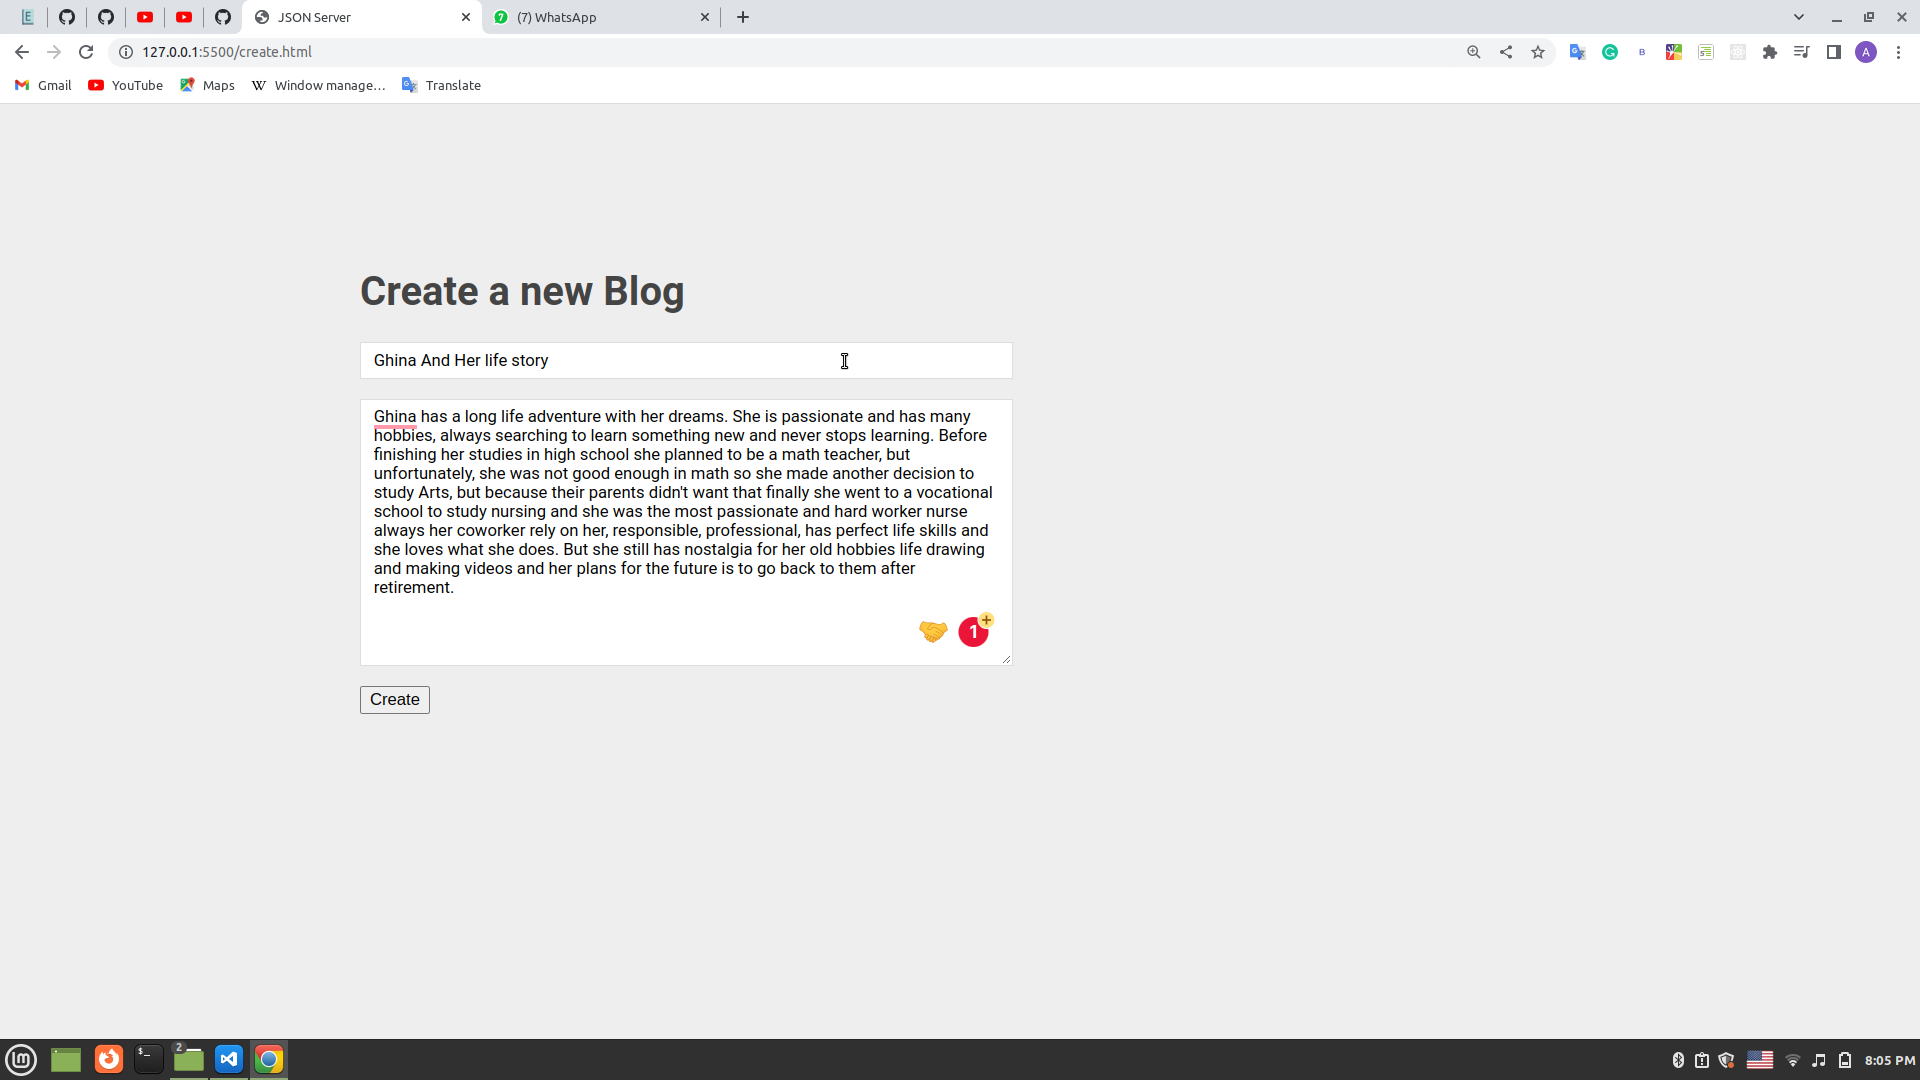 JSON Server
7
(7) WhatsApp
127.0.0.1:5500/create.html
B
A
Gmail
YouTube
Maps
W
Window manage...
Translate
Create a new Blog
Ghina And Her life story
Ghina has a long life adventure with her dreams. She is passionate and has many
hobbies, always searching to learn something new and never stops learning. Before
finishing her studies in high school she planned to be a math teacher, but
unfortunately, she was not good enough in math so she made another decision to
study Arts, but because their parents didn't want that finally she went to a vocational
school to study nursing and she was the most passionate and hard worker nurse
always her coworker rely on her, responsible, professional, has perfect life skills and
she loves what she does. But she still has nostalgia for her old hobbies life drawing
and making videos and her plans for the future is to go back to them after
retirement.
1
+
Create
2
$_
8:05 PM